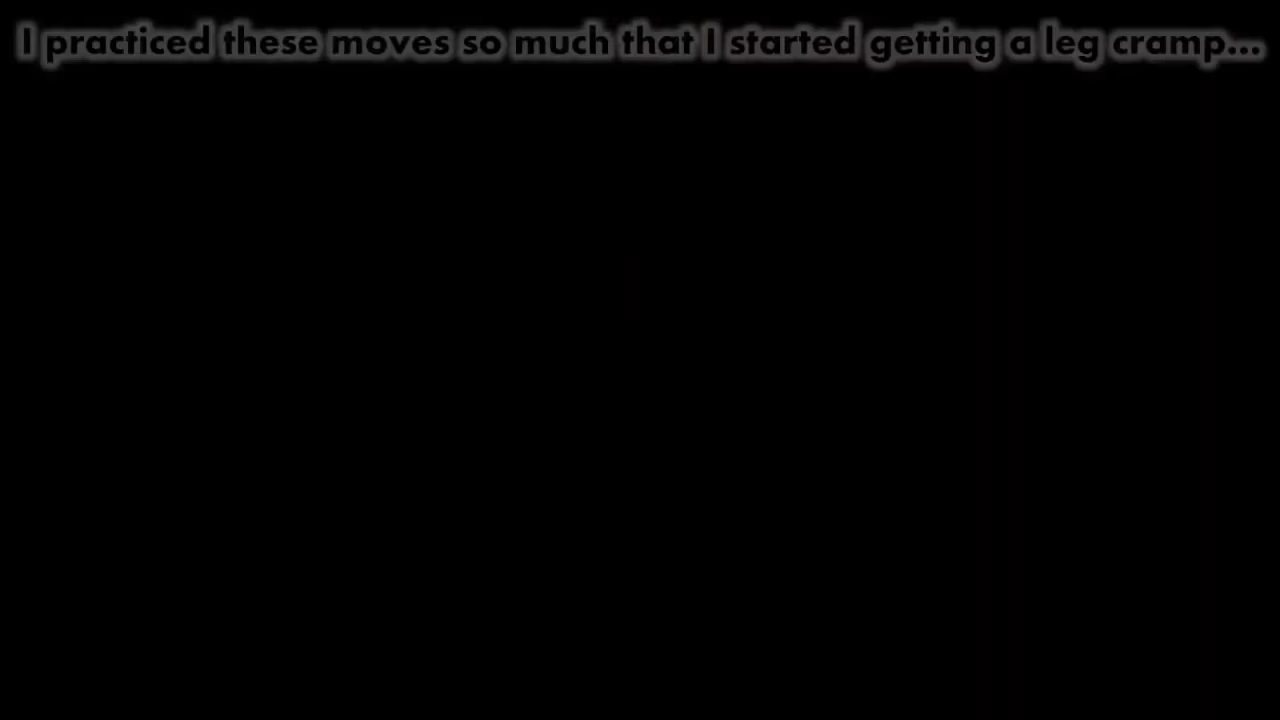 I practiced these moves so much that I started getting a leg cramp...